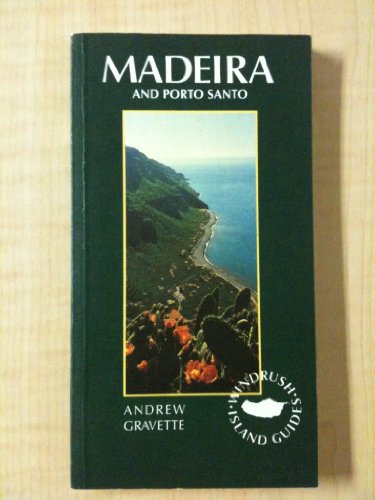 MADEIRA
AND PORTO SANTO
ANDREW
GRAVETTE
WINDRUSH·S
·ISLAND GUIDES·